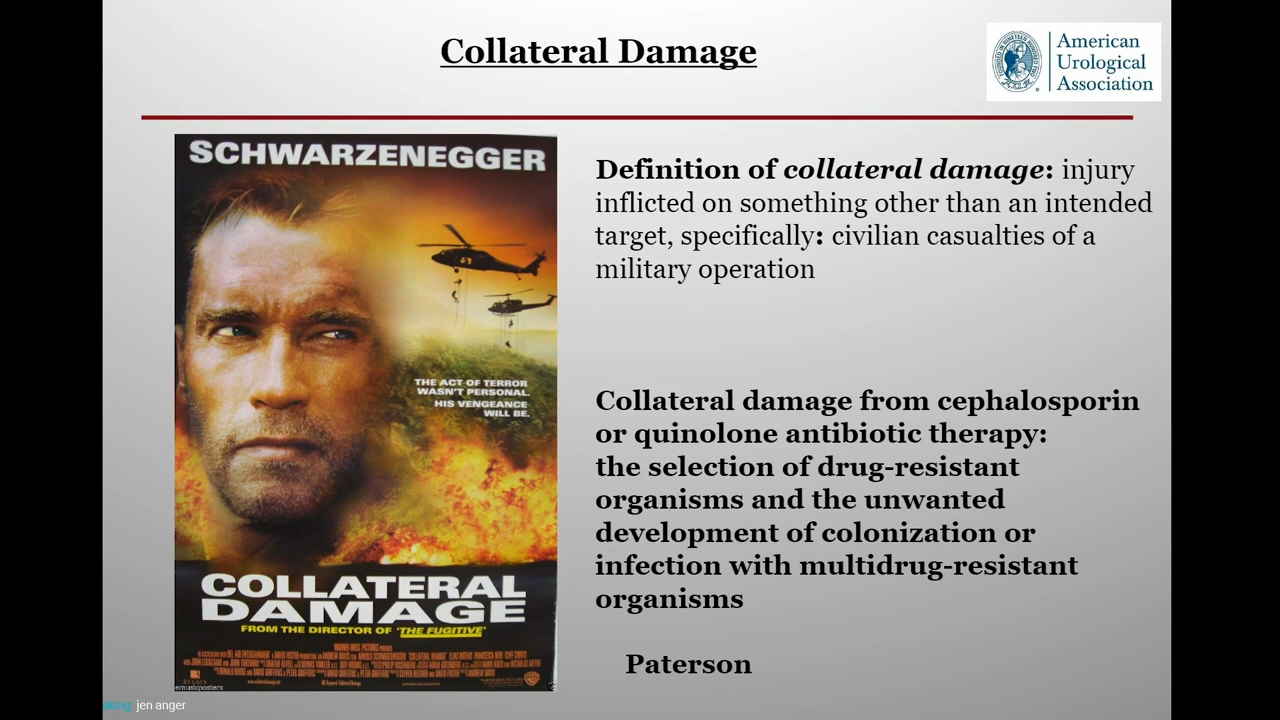 Collateral Damage
American
Urological
Association
SCHWARZENEGGER
THE ACT OF TERROR
WASN'T PERSONAL.
HIS VENGEANCE
WILL BE.
COLLATERAL
DAMAGE
FROM THE DIRECTOR OF 'THE FUGITIVE'
emusicposters
Definition of collateral damage: injury
inflicted on something other than an intended
target, specifically: civilian casualties of a
military operation
Collateral damage from cephalosporin
or quinolone antibiotic therapy:
the selection of drug-resistant
organisms and the unwanted
development of colonization or
infection with multidrug-resistant
organisms
Paterson
aking: jen anger